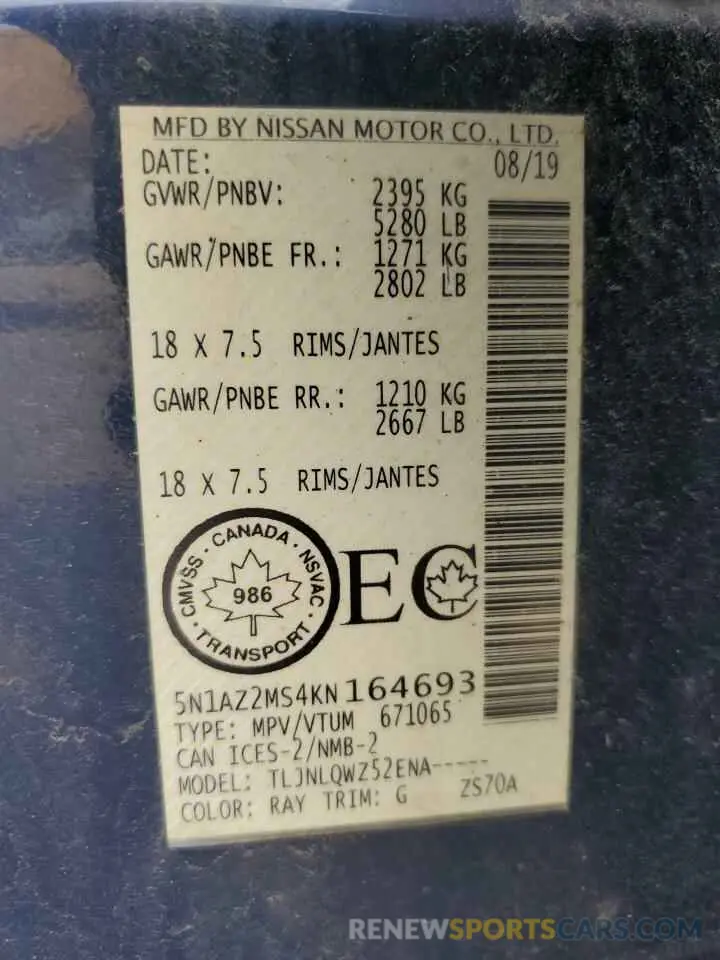 MFD BY NISSAN MOTOR CO., LTD.
DATE: 08/19
GVWR/PNBV: 2395 KG
5280 LB
GAWR/PNBE FR.: 1271 KG
2802 LB
18 X 7.5 RIMS/JANTES
GAWR/PNBE RR.: 1210 KG
2667 LB
18 X 7.5 RIMS/JANTES
CMVSS · CANADA · NSVAC · TRANSPORT ·
986
EC
5N1AZ2MS4KN164693
TYPE: MPV/VTUM 671065
CAN ICES-2/NMB-2
MODEL: TLJNLQWZ52ENA-----
COLOR: RAY TRIM: G ZS70A
RENEWSPORTSCARS.COM